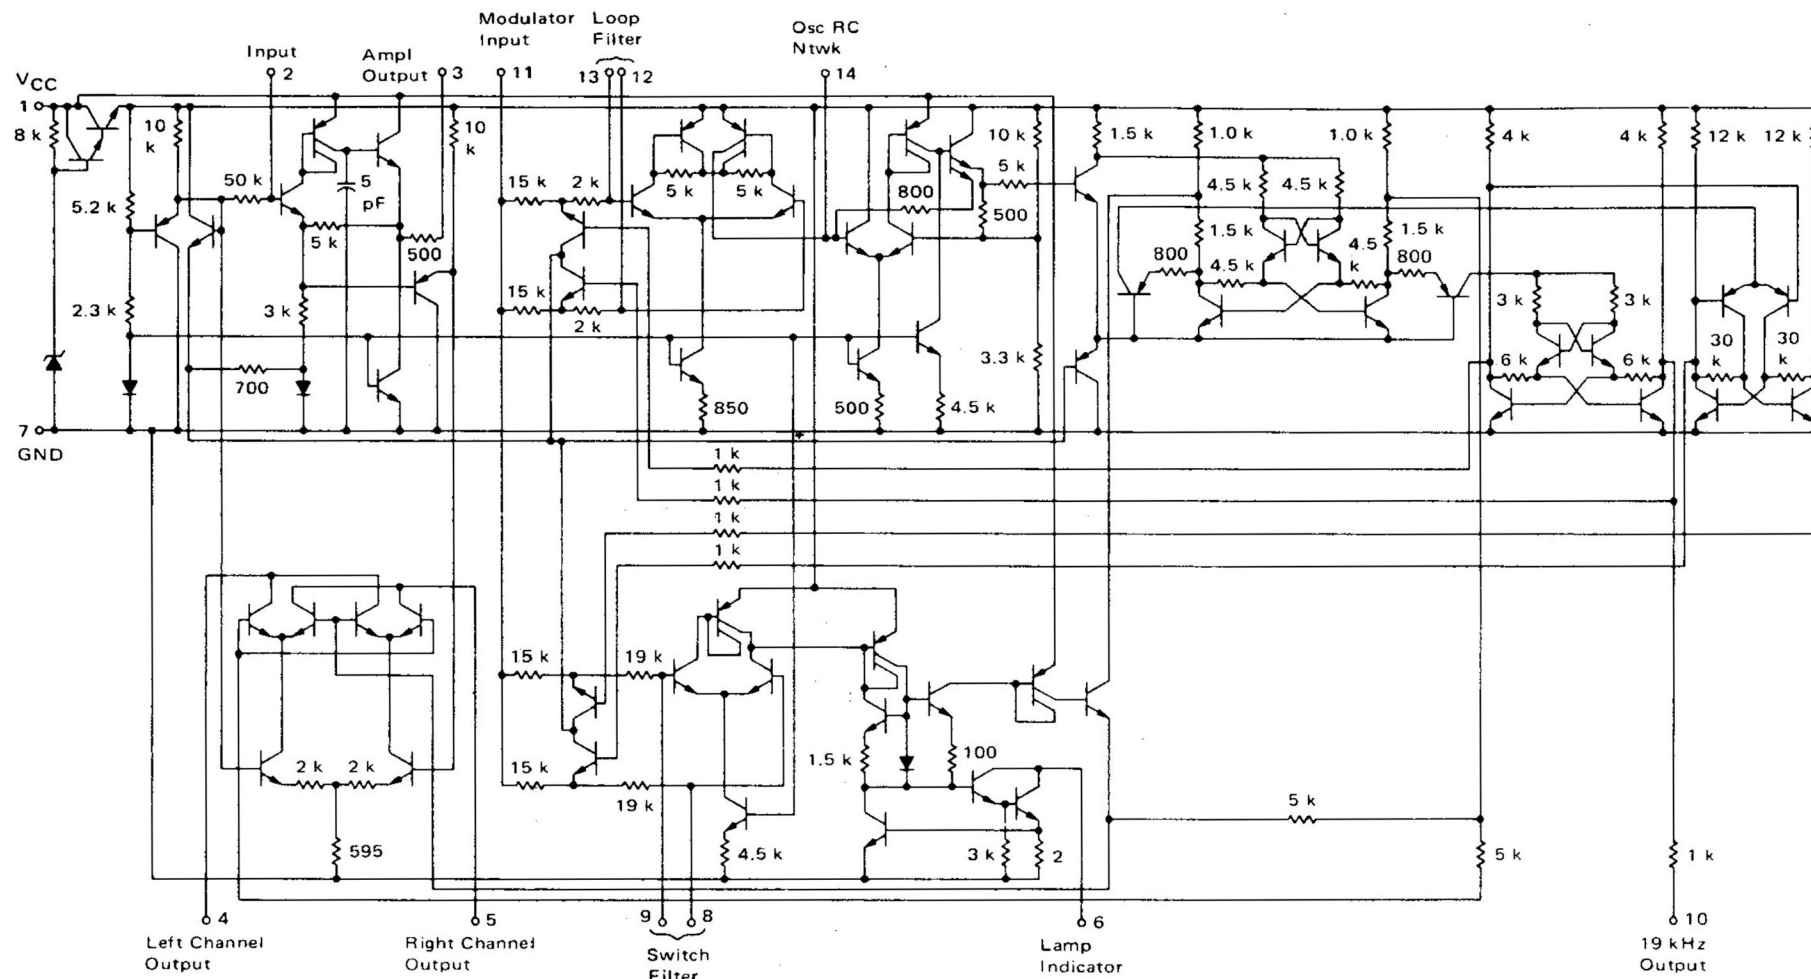 Modulator Loop
Input Filter
Osc RC
Ntwk
Input
Ampl
Output
2
3
11
13 12
14
VCC
1
8 k
10
k
10
k
50 k
5
pF
5.2 k
5 k
500
2.3 k
3 k
700
7
GND
15 k
2 k
15 k
2 k
5 k
5 k
850
800
500
5 k
10 k
500
3.3 k
4.5 k
1.5 k
1.0 k
1.0 k
4.5 k
4.5 k
1.5 k
4.5
k
1.5 k
800
4.5 k
800
4 k
4 k
12 k
12 k
3 k
3 k
6 k
6 k
30
k
30
k
1 k
1 k
1 k
1 k
15 k
19 k
15 k
19 k
2 k
2 k
595
4.5 k
1.5 k
100
3 k
2
5 k
5 k
1 k
4
Left Channel
Output
5
Right Channel
Output
9
8
Switch
Filter
6
Lamp
Indicator
10
19 kHz
Output